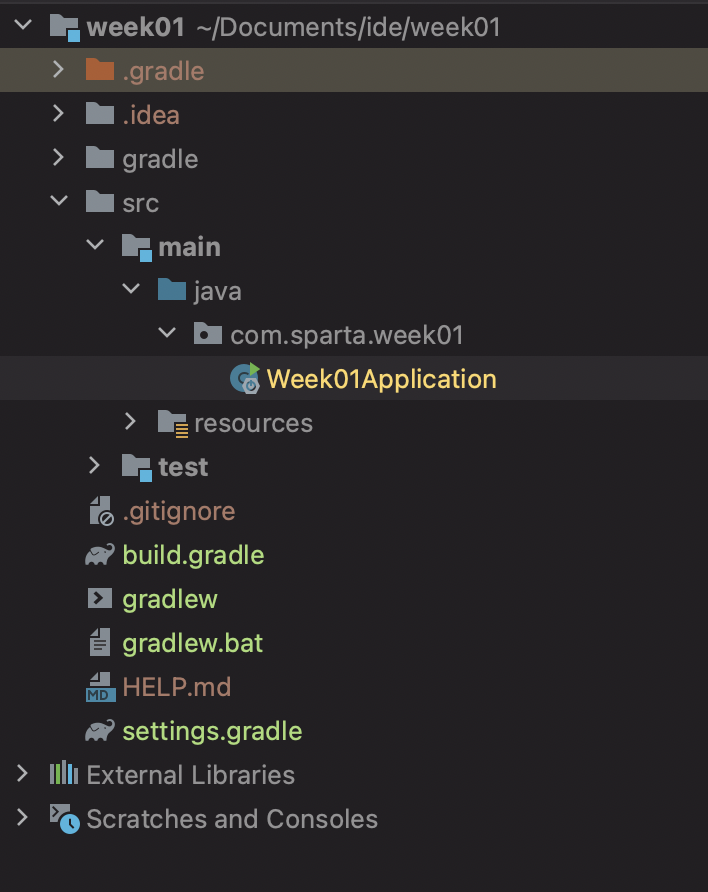 week01 ~/Documents/ide/week01
.gradle
.idea
gradle
src
main
java
com.sparta.week01
Week01Application
resources
test
.gitignore
build.gradle
gradlew
gradlew.bat
MD HELP.md
settings.gradle
External Libraries
Scratches and Consoles